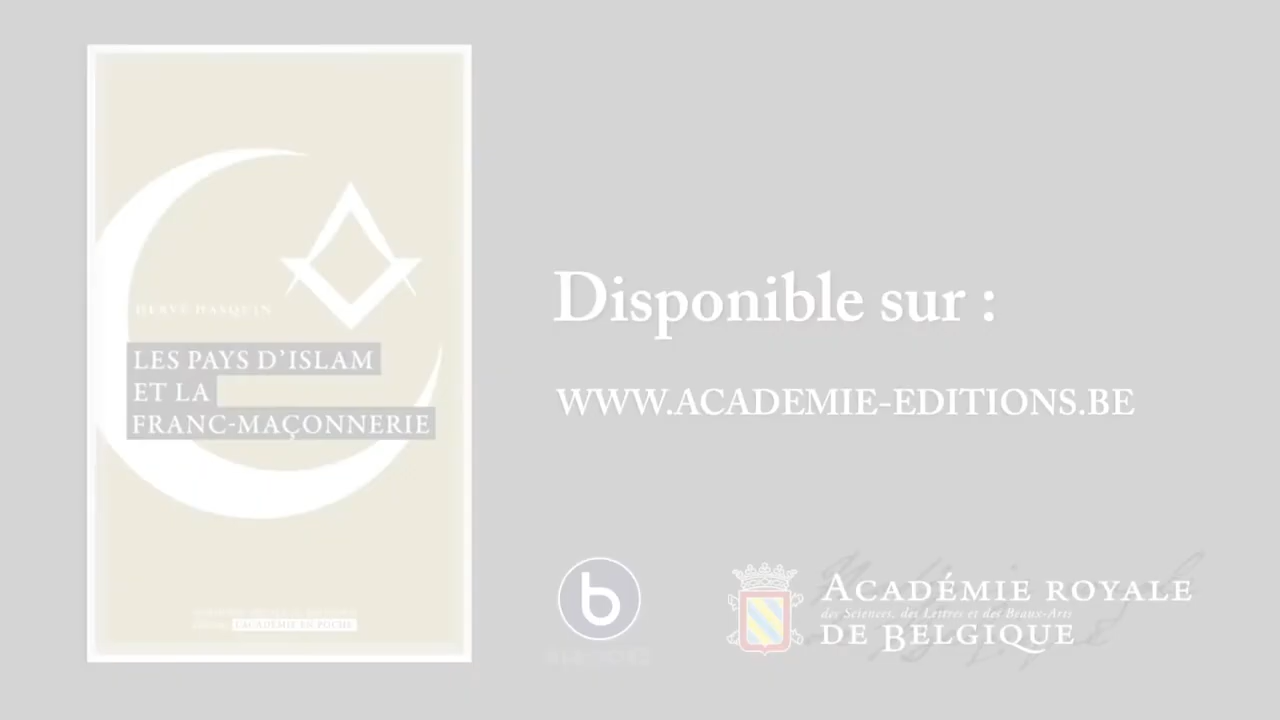 HERVÉ HASQUIN
LES PAYS D'ISLAM
ET LA
FRANC-MAÇONNERIE
L'ACADÉMIE EN POCHE
Disponible sur :
WWW.ACADEMIE-EDITIONS.BE
b
ACADÉMIE ROYALE
des Sciences, des Lettres et des Beaux-Arts
DE BELGIQUE